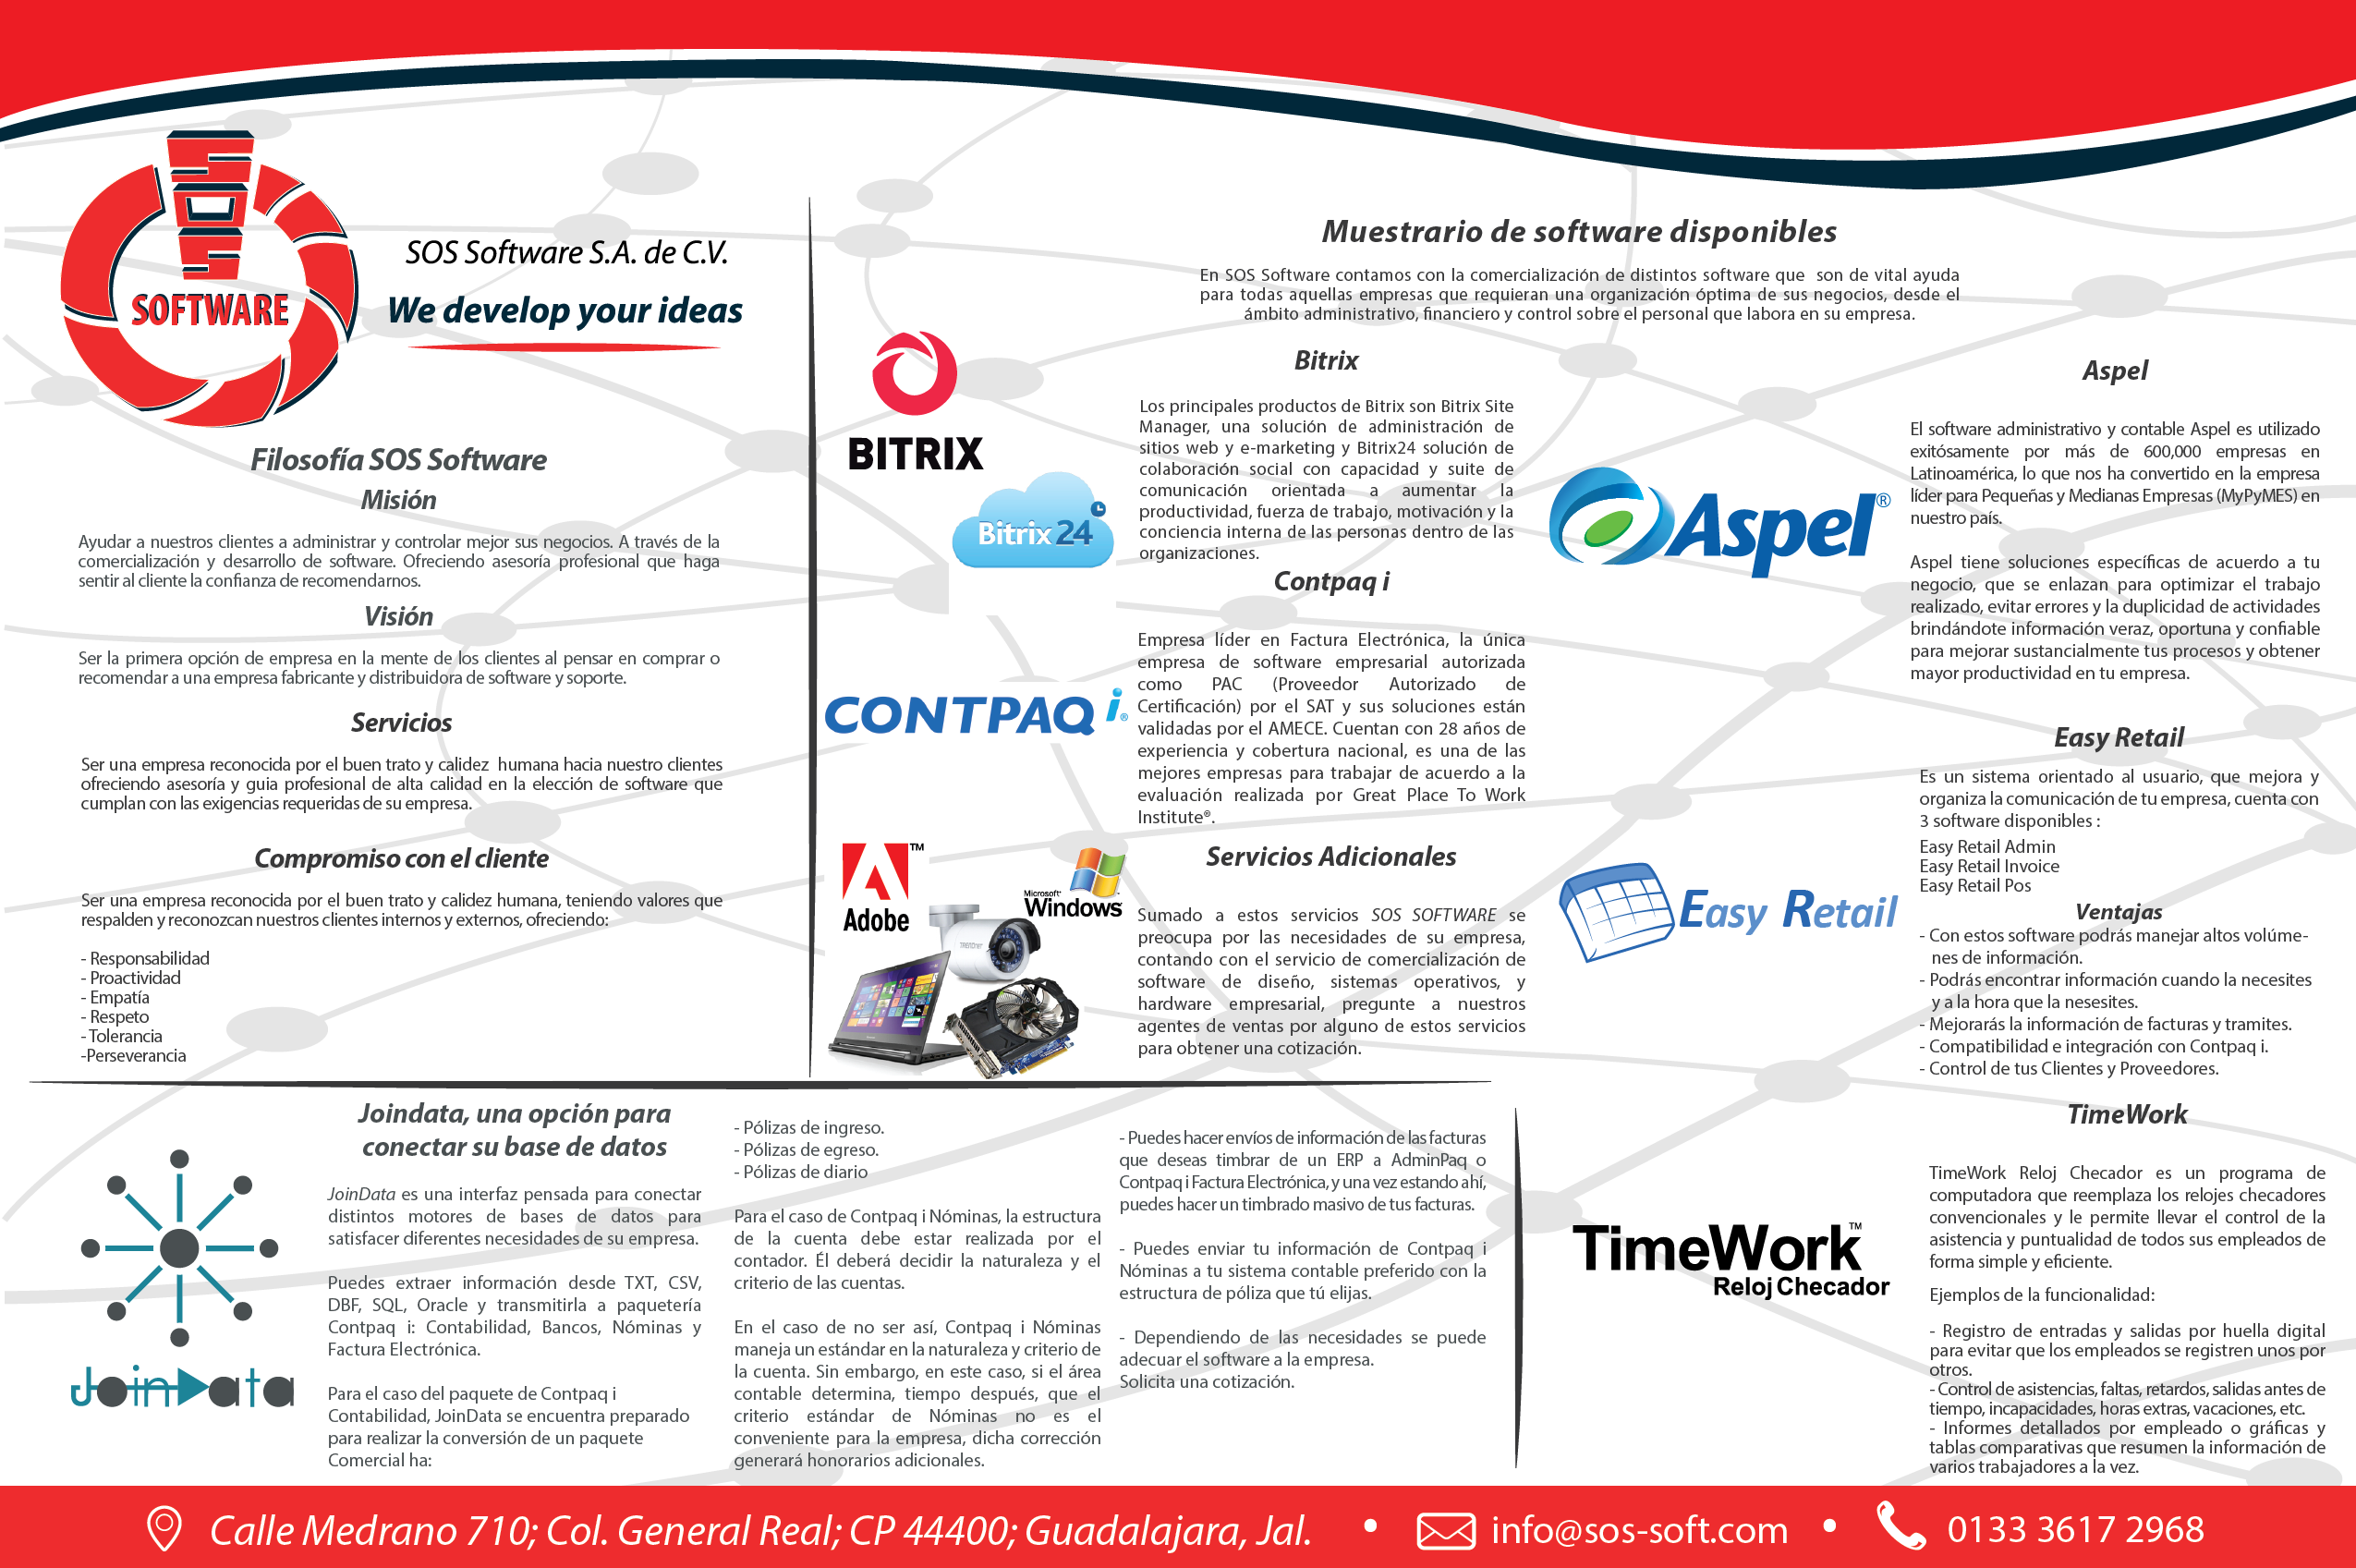 SOS
SOFTWARE
SOS Software S.A. de C.V.
We develop your ideas
Filosofía SOS Software
Misión
Ayudar a nuestros clientes a administrar y controlar mejor sus negocios. A través de la
comercialización y desarrollo de software. Ofreciendo asesoría profesional que haga
sentir al cliente la confianza de recomendarnos.
Visión
Ser la primera opción de empresa en la mente de los clientes al pensar en comprar o
recomendar a una empresa fabricante y distribuidora de software y soporte.
Servicios
Ser una empresa reconocida por el buen trato y calidez humana hacia nuestro clientes
ofreciendo asesoría y guia profesional de alta calidad en la elección de software que
cumplan con las exigencias requeridas de su empresa.
Compromiso con el cliente
Ser una empresa reconocida por el buen trato y calidez humana, teniendo valores que
respalden y reconozcan nuestros clientes internos y externos, ofreciendo:
- Responsabilidad
- Proactividad
- Empatía
- Respeto
- Tolerancia
-Perseverancia
Muestrario de software disponibles
En SOS Software contamos con la comercialización de distintos software que son de vital ayuda
para todas aquellas empresas que requieran una organización óptima de sus negocios, desde el
ámbito administrativo, financiero y control sobre el personal que labora en su empresa.
BITRIX
Bitrix24
Bitrix
Los principales productos de Bitrix son Bitrix Site
Manager, una solución de administración de
sitios web y e-marketing y Bitrix24 solución de
colaboración social con capacidad y suite de
comunicación orientada a aumentar la
productividad, fuerza de trabajo, motivación y la
conciencia interna de las personas dentro de las
organizaciones.
CONTPAQ i®
Contpaq i
Empresa líder en Factura Electrónica, la única
empresa de software empresarial autorizada
como PAC (Proveedor Autorizado de
Certificación) por el SAT y sus soluciones están
validadas por el AMECE. Cuentan con 28 años de
experiencia y cobertura nacional, es una de las
mejores empresas para trabajar de acuerdo a la
evaluación realizada por Great Place To Work
Institute®.
Adobe™
Microsoft®
Windows
TRENDnet
Servicios Adicionales
Sumado a estos servicios SOS SOFTWARE se
preocupa por las necesidades de su empresa,
contando con el servicio de comercialización de
software de diseño, sistemas operativos, y
hardware empresarial, pregunte a nuestros
agentes de ventas por alguno de estos servicios
para obtener una cotización.
Aspel®
Aspel
El software administrativo y contable Aspel es utilizado
exitósamente por más de 600,000 empresas en
Latinoamérica, lo que nos ha convertido en la empresa
líder para Pequeñas y Medianas Empresas (MyPyMES) en
nuestro país.
Aspel tiene soluciones específicas de acuerdo a tu
negocio, que se enlazan para optimizar el trabajo
realizado, evitar errores y la duplicidad de actividades
brindándote información veraz, oportuna y confiable
para mejorar sustancialmente tus procesos y obtener
mayor productividad en tu empresa.
Easy Retail
Easy Retail
Es un sistema orientado al usuario, que mejora y
organiza la comunicación de tu empresa, cuenta con
3 software disponibles :
Easy Retail Admin
Easy Retail Invoice
Easy Retail Pos
Ventajas
- Con estos software podrás manejar altos volúme-
nes de información.
- Podrás encontrar información cuando la necesites
y a la hora que la nesesites.
- Mejorarás la información de facturas y tramites.
- Compatibilidad e integración con Contpaq i.
- Control de tus Clientes y Proveedores.
JoinData
Joindata, una opción para
conectar su base de datos
JoinData es una interfaz pensada para conectar
distintos motores de bases de datos para
satisfacer diferentes necesidades de su empresa.
Puedes extraer información desde TXT, CSV,
DBF, SQL, Oracle y transmitirla a paquetería
Contpaq i: Contabilidad, Bancos, Nóminas y
Factura Electrónica.
Para el caso del paquete de Contpaq i
Contabilidad, JoinData se encuentra preparado
para realizar la conversión de un paquete
Comercial ha:
- Pólizas de ingreso.
- Pólizas de egreso.
- Pólizas de diario
Para el caso de Contpaq i Nóminas, la estructura
de la cuenta debe estar realizada por el
contador. Él deberá decidir la naturaleza y el
criterio de las cuentas.
En el caso de no ser así, Contpaq i Nóminas
maneja un estándar en la naturaleza y criterio de
la cuenta. Sin embargo, en este caso, si el área
contable determina, tiempo después, que el
criterio estándar de Nóminas no es el
conveniente para la empresa, dicha corrección
generará honorarios adicionales.
- Puedes hacer envíos de información de las facturas
que deseas timbrar de un ERP a AdminPaq o
Contpaq i Factura Electrónica, y una vez estando ahí,
puedes hacer un timbrado masivo de tus facturas.
- Puedes enviar tu información de Contpaq i
Nóminas a tu sistema contable preferido con la
estructura de póliza que tú elijas.
- Dependiendo de las necesidades se puede
adecuar el software a la empresa.
Solicita una cotización.
TimeWork™
Reloj Checador
TimeWork
TimeWork Reloj Checador es un programa de
computadora que reemplaza los relojes checadores
convencionales y le permite llevar el control de la
asistencia y puntualidad de todos sus empleados de
forma simple y eficiente.
Ejemplos de la funcionalidad:
- Registro de entradas y salidas por huella digital
para evitar que los empleados se registren unos por
otros.
- Control de asistencias, faltas, retardos, salidas antes de
tiempo, incapacidades, horas extras, vacaciones, etc.
- Informes detallados por empleado o gráficas y
tablas comparativas que resumen la información de
varios trabajadores a la vez.
Calle Medrano 710; Col. General Real; CP 44400; Guadalajara, Jal. • info@sos-soft.com • 0133 3617 2968